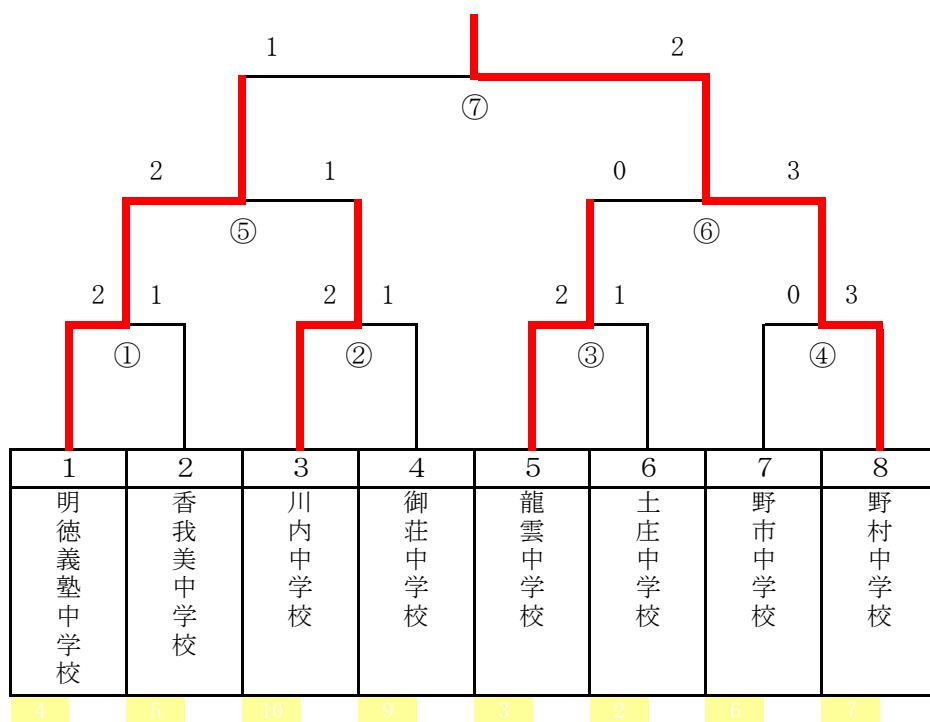 1 2
⑦
2 1 0 3
⑤ ⑥
2 1 2 1 2 1 0 3
① ② ③ ④
1 2 3 4 5 6 7 8
明徳義塾中学校
香我美中学校
川内中学校
御荘中学校
龍雲中学校
土庄中学校
野市中学校
野村中学校
4 5 10 9 3 2 6 7